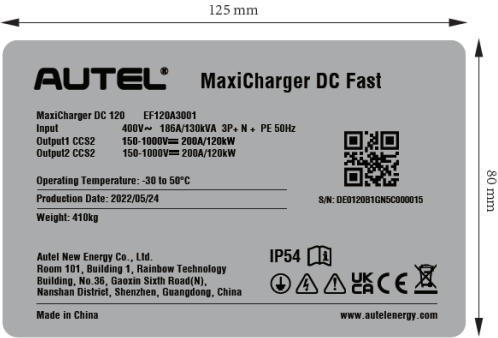 125 mm
AUTEL® MaxiCharger DC Fast
MaxiCharger DC 120 EF120A3001
Input 400V~ 186A/130kVA 3P+ N + PE 50Hz
Output1 CCS2 150-1000V⎓ 200A/120kW
Output2 CCS2 150-1000V⎓ 200A/120kW
Operating Temperature: -30 to 50°C
Production Date: 2022/05/24
Weight: 410kg
S/N: DE0120B1GN5C000015
80 mm
Autel New Energy Co., Ltd.
Room 101, Building 1, Rainbow Technology
Building, No.36, Gaoxin Sixth Road(N),
Nanshan District, Shenzhen, Guangdong, China
IP54
UK CA CE
Made in China
www.autelenergy.com